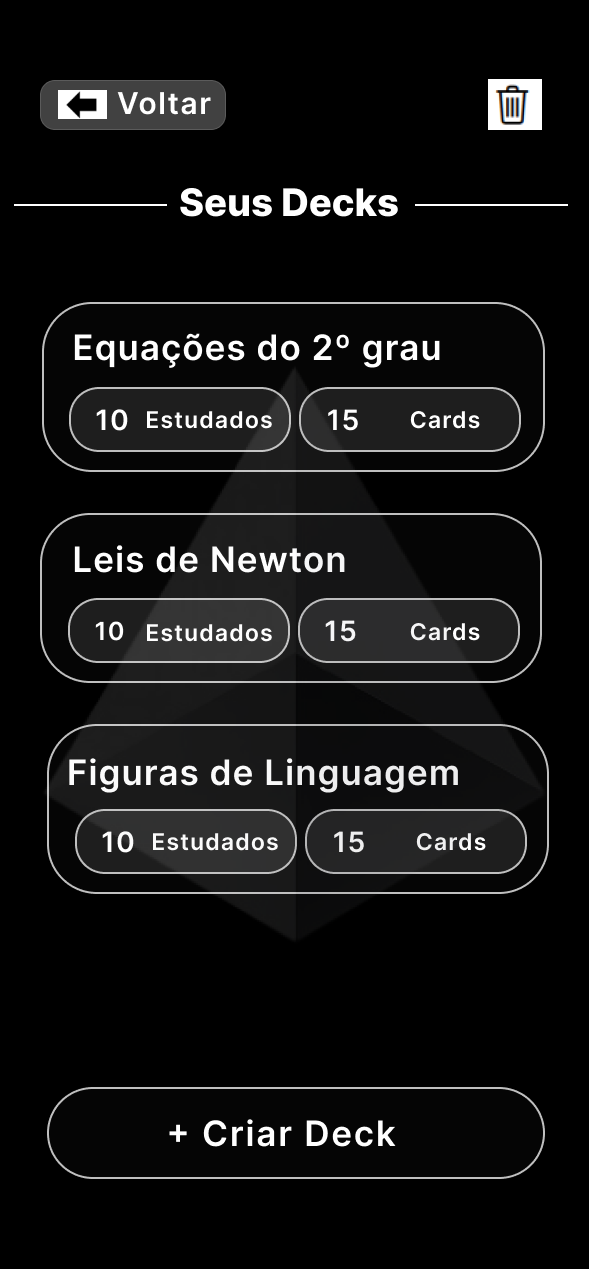 Voltar
Seus Decks
Equações do 2º grau
10 Estudados 15 Cards
Leis de Newton
10 Estudados 15 Cards
Figuras de Linguagem
10 Estudados 15 Cards
+ Criar Deck